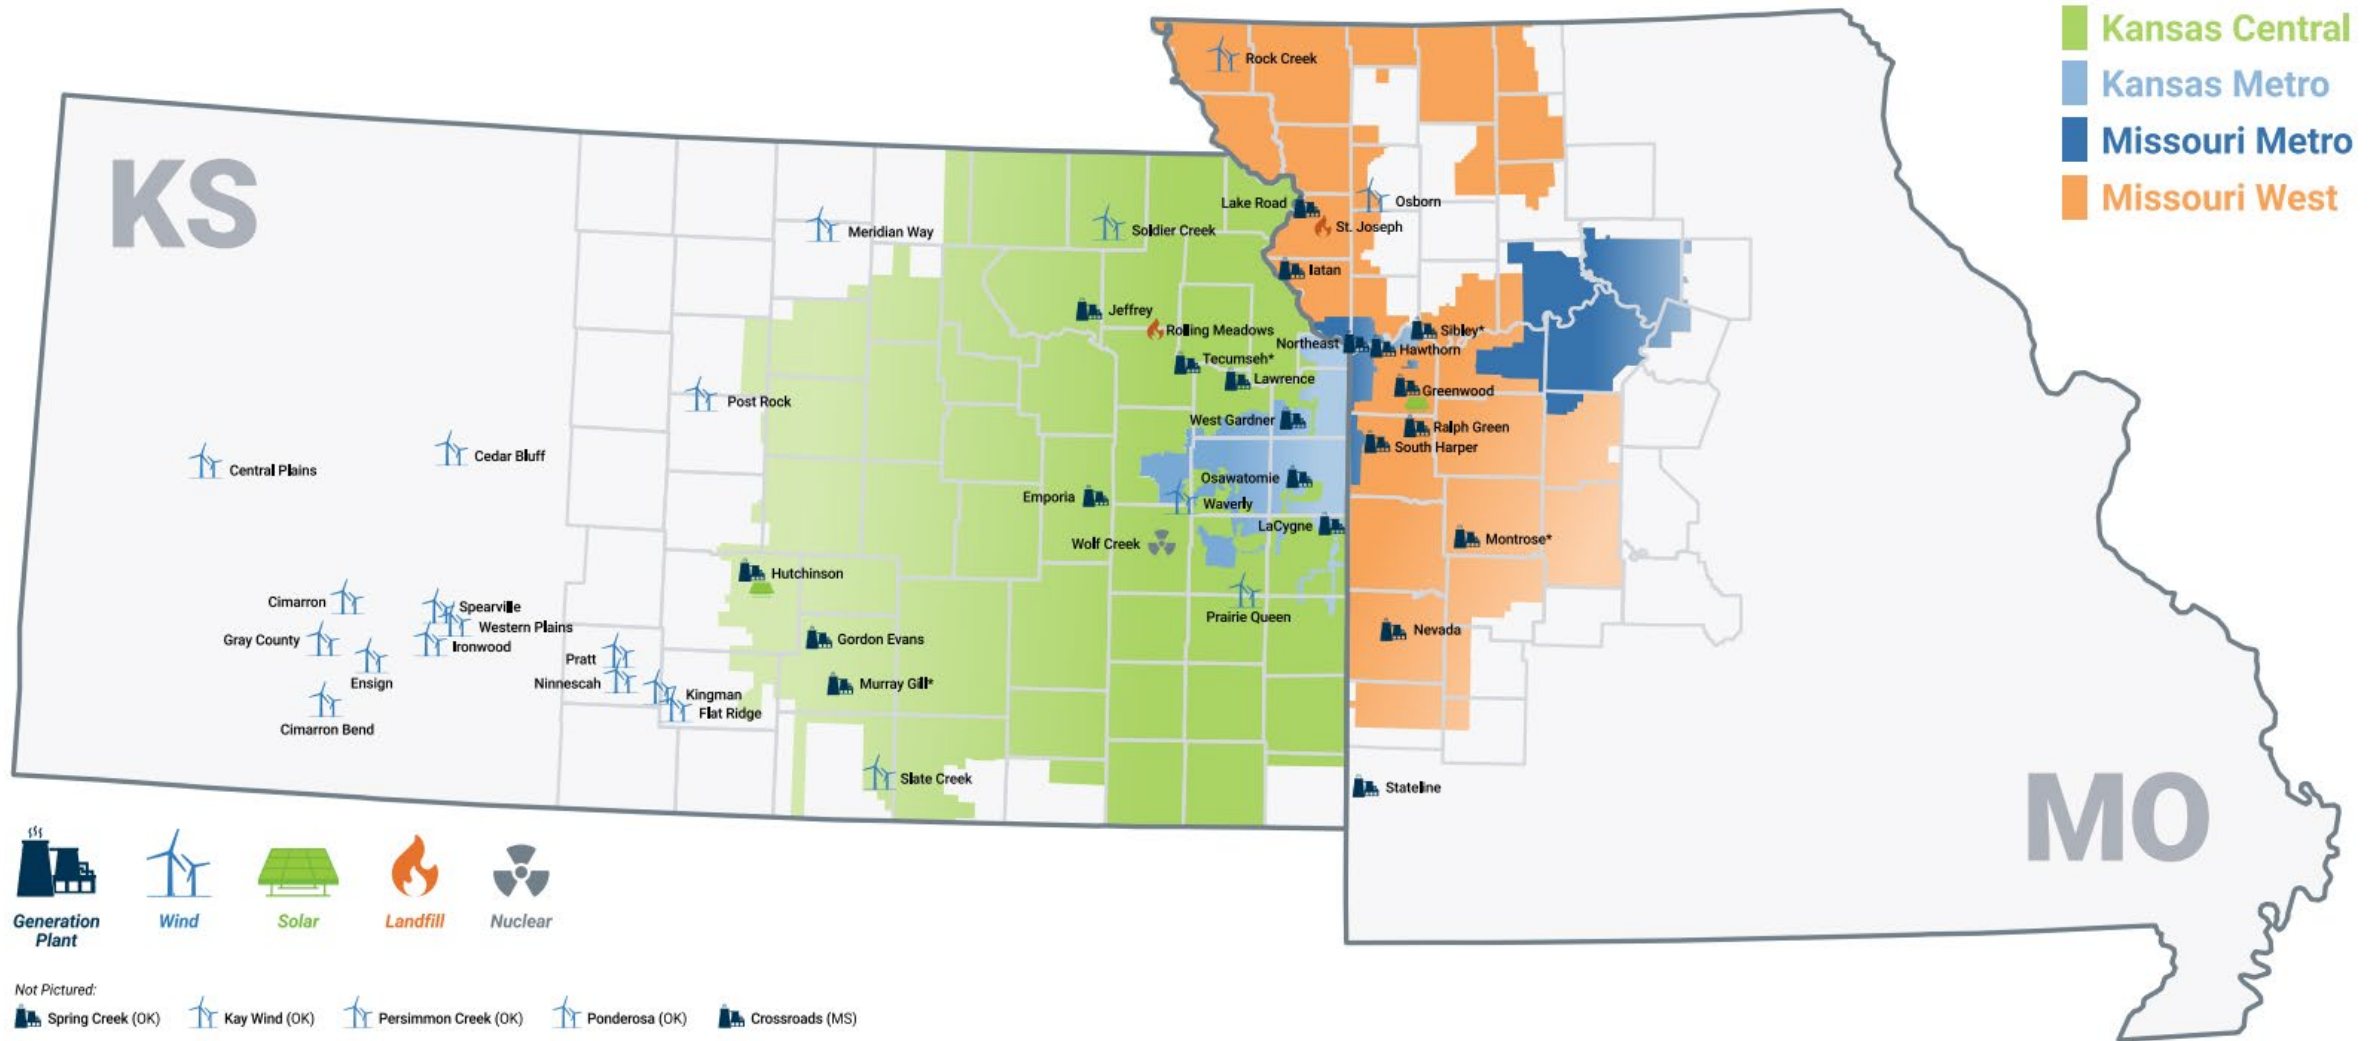 Kansas Central
Kansas Metro
Missouri Metro
Missouri West
KS
MO
Rock Creek
Lake Road
Osborn
St. Joseph
Iatan
Meridian Way
Soldier Creek
Jeffrey
Rolling Meadows
Sibley*
Northeast
Hawthorn
Tecumseh*
Lawrence
Greenwood
Post Rock
West Gardner
Ralph Green
South Harper
Central Plains
Cedar Bluff
Osawatomie
Emporia
Waverly
LaCygne
Wolf Creek
Montrose*
Hutchinson
Cimarron
Spearville
Western Plains
Prairie Queen
Gray County
Ironwood
Gordon Evans
Nevada
Pratt
Ensign
Ninnescah
Murray Gill*
Kingman
Flat Ridge
Cimarron Bend
Slate Creek
Stateline
Generation
Plant
Wind
Solar
Landfill
Nuclear
Not Pictured:
Spring Creek (OK)
Kay Wind (OK)
Persimmon Creek (OK)
Ponderosa (OK)
Crossroads (MS)